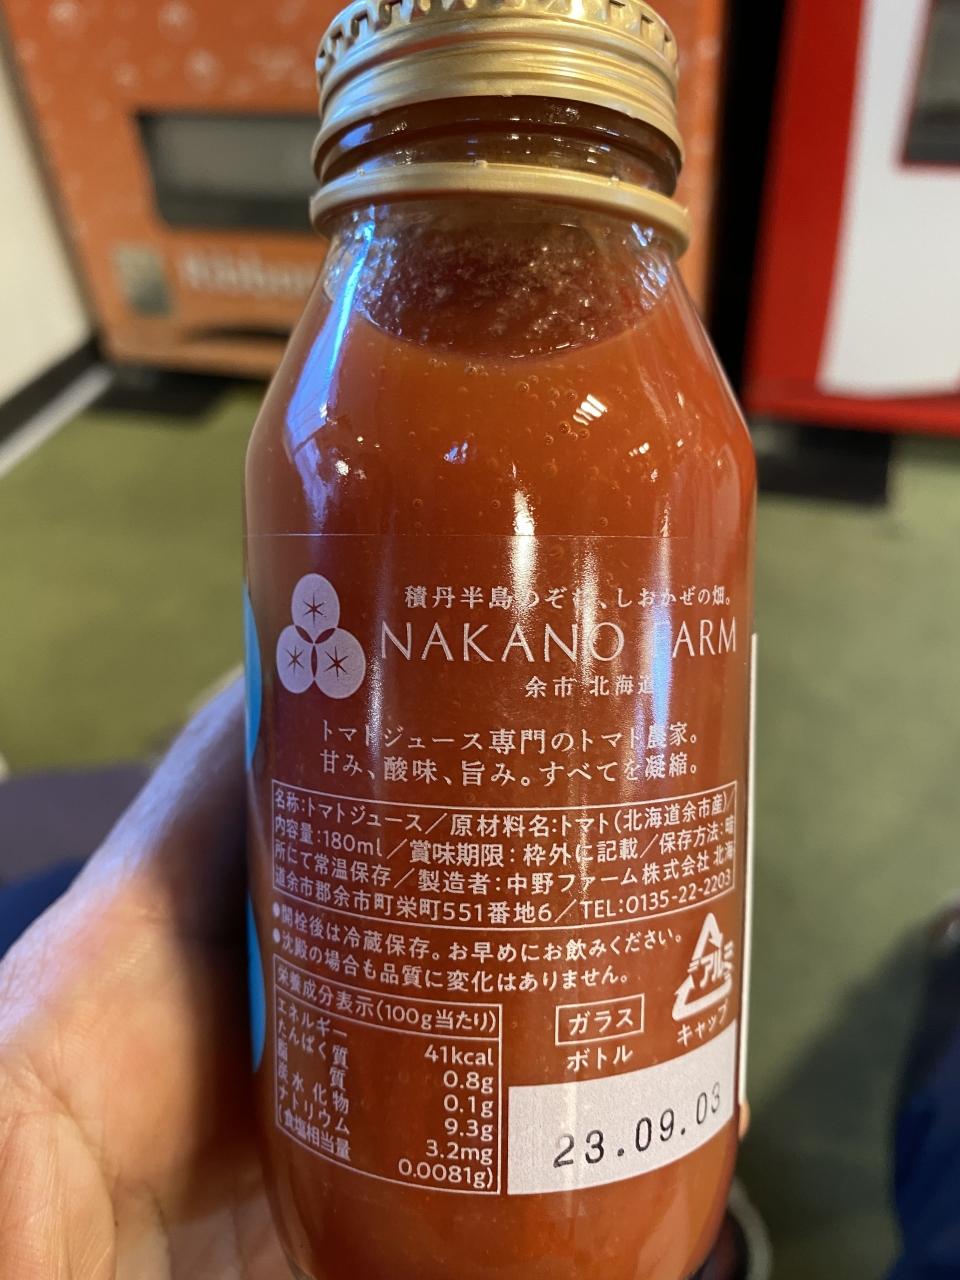 積丹半島のぞむ、しおかぜの畑。
NAKANO FARM
余市 北海道
トマトジュース専門のトマト農家。
甘み、酸味、旨み。すべてを凝縮。
名称:トマトジュース／原材料名:トマト(北海道余市産)／
内容量:180ml／賞味期限:枠外に記載／保存方法:暗
所にて常温保存／製造者:中野ファーム株式会社 北海
道余市郡余市町栄町551番地6／TEL:0135-22-2203
●開栓後は冷蔵保存。お早めにお飲みください。
●沈殿の場合も品質に変化はありません。
栄養成分表示(100g当たり)
エネルギー 41kcal
たんぱく質 0.8g
脂質 0.1g
炭水化物 9.3g
ナトリウム 3.2mg
(食塩相当量 0.0081g)
ガラス
ボトル
アルミ
キャップ
23.09.03